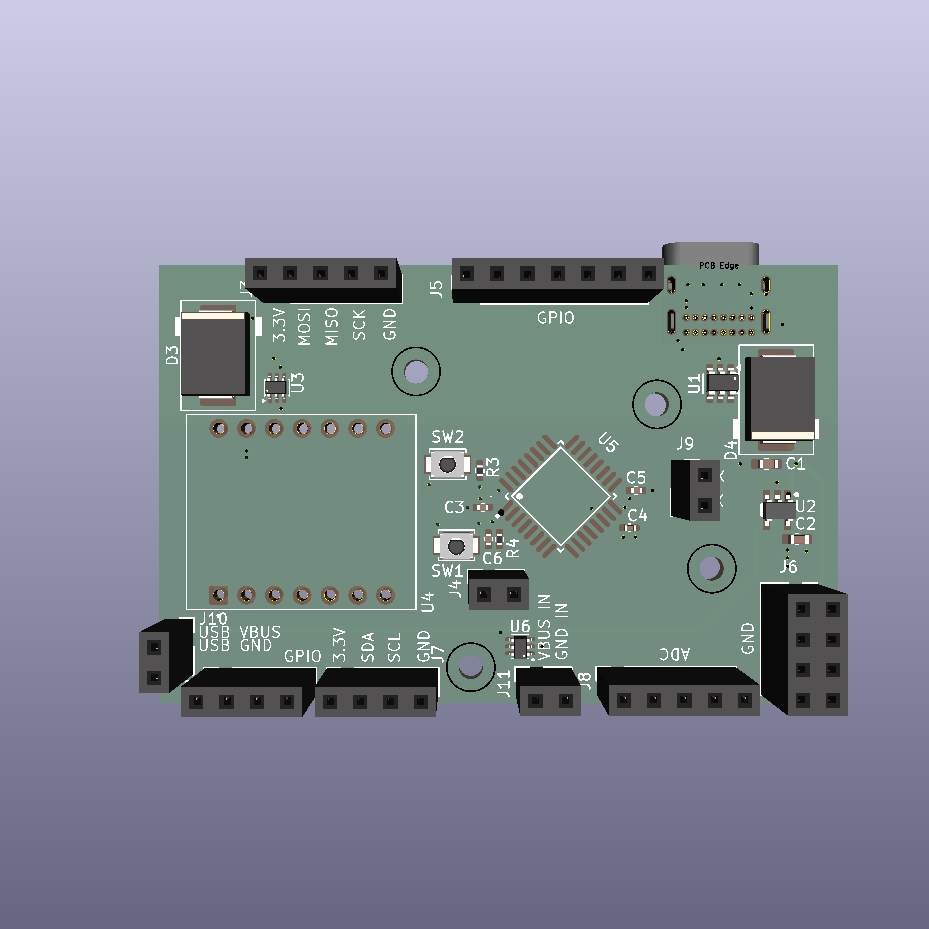 PCB Edge
J5
3.3V
MOSI
MISO
SCK
GND
GPIO
D3
U3
U1
D4
J9
SW2
R3
U5
C1
C5
C3
U2
C4
C2
SW1
C6
R4
J4
J6
U4
J10
USB VBUS
USB GND
GPIO
3.3V
SDA
SCL
GND
J7
U6
VBUS IN
GND IN
J11
J8
ADC
GND